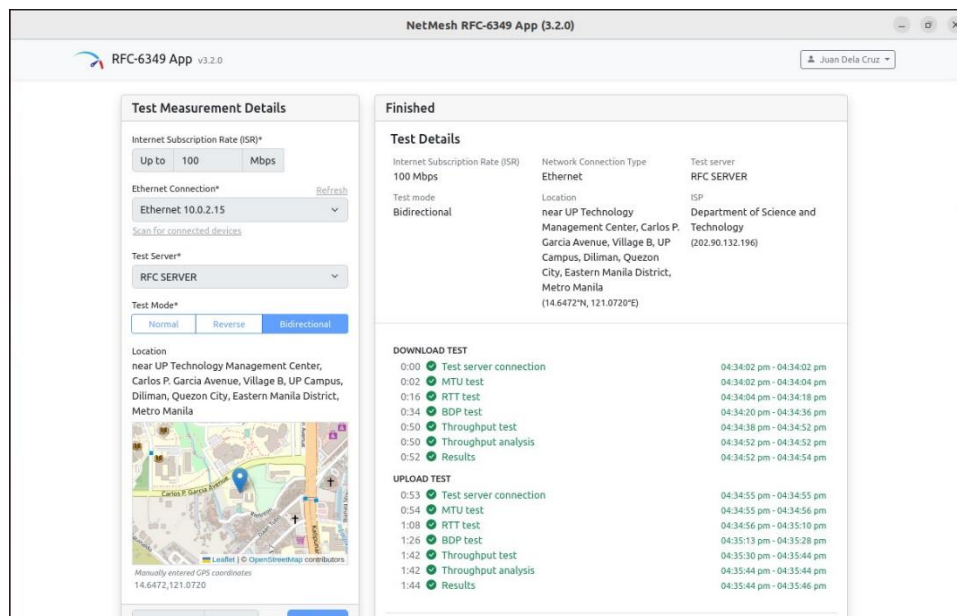 NetMesh RFC-6349 App (3.2.0)
RFC-6349 App v3.2.0
Juan Dela Cruz
Test Measurement Details
Internet Subscription Rate (ISR)*
Up to 100 Mbps
Ethernet Connection*
Refresh
Ethernet 10.0.2.15
Scan for connected devices
Test Server*
RFC SERVER
Test Mode*
Normal Reverse Bidirectional
Location
near UP Technology Management Center,
Carlos P. Garcia Avenue, Village B, UP Campus,
Diliman, Quezon City, Eastern Manila District,
Metro Manila
Carlos P. Garcia Avenue
Leaflet | © OpenStreetMap contributors
Manually entered GPS coordinates
14.6472,121.0720
Finished
Test Details
Internet Subscription Rate (ISR)
100 Mbps
Network Connection Type
Ethernet
Test server
RFC SERVER
Test mode
Bidirectional
Location
near UP Technology
Management Center, Carlos P.
Garcia Avenue, Village B, UP
Campus, Diliman, Quezon
City, Eastern Manila District,
Metro Manila
(14.6472°N, 121.0720°E)
ISP
Department of Science and
Technology
(202.90.132.196)
DOWNLOAD TEST
0:00 Test server connection 04:34:02 pm - 04:34:02 pm
0:02 MTU test 04:34:02 pm - 04:34:04 pm
0:16 RTT test 04:34:04 pm - 04:34:18 pm
0:34 BDP test 04:34:20 pm - 04:34:36 pm
0:50 Throughput test 04:34:38 pm - 04:34:52 pm
0:50 Throughput analysis 04:34:52 pm - 04:34:52 pm
0:52 Results 04:34:52 pm - 04:34:54 pm
UPLOAD TEST
0:53 Test server connection 04:34:55 pm - 04:34:55 pm
0:54 MTU test 04:34:55 pm - 04:34:56 pm
1:08 RTT test 04:34:56 pm - 04:35:10 pm
1:26 BDP test 04:35:13 pm - 04:35:28 pm
1:42 Throughput test 04:35:30 pm - 04:35:44 pm
1:42 Throughput analysis 04:35:44 pm - 04:35:44 pm
1:44 Results 04:35:44 pm - 04:35:46 pm